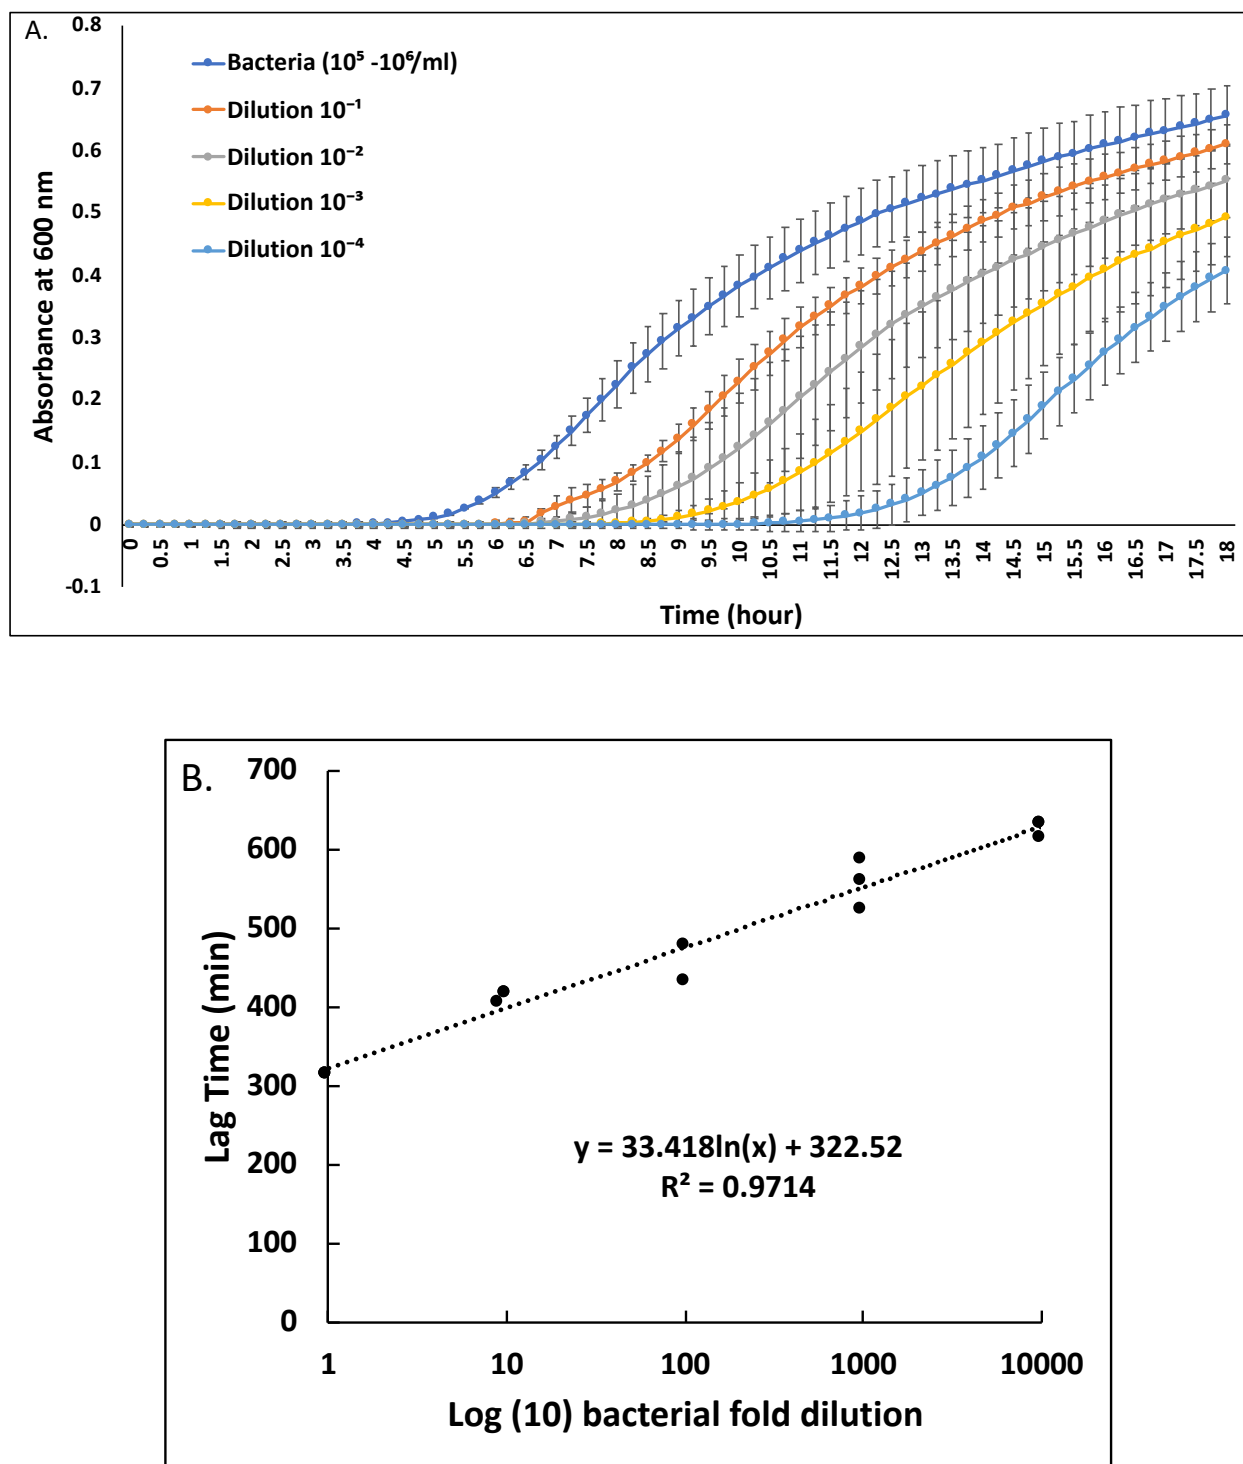 A.
0.8
0.7
0.6
0.5
0.4
0.3
0.2
0.1
0
-0.1
Absorbance at 600 nm
Bacteria (10⁵ -10⁶/ml)
Dilution 10⁻¹
Dilution 10⁻²
Dilution 10⁻³
Dilution 10⁻⁴
0 0.5 1 1.5 2 2.5 3 3.5 4 4.5 5 5.5 6 6.5 7 7.5 8 8.5 9 9.5 10 10.5 11 11.5 12 12.5 13 13.5 14 14.5 15 15.5 16 16.5 17 17.5 18
Time (hour)
B.
700
600
500
400
300
200
100
0
Lag Time (min)
y = 33.418ln(x) + 322.52
R² = 0.9714
1 10 100 1000 10000
Log (10) bacterial fold dilution